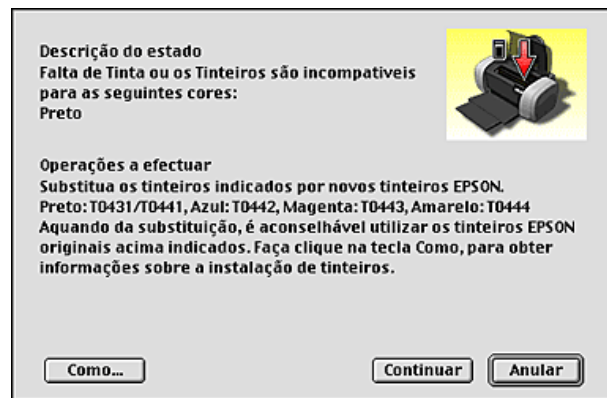 Descrição do estado
Falta de Tinta ou os Tinteiros são incompatíveis
para as seguintes cores:
Preto
Operações a efectuar
Substitua os tinteiros indicados por novos tinteiros EPSON.
Preto: T0431/T0441, Azul: T0442, Magenta: T0443, Amarelo: T0444
Aquando da substituição, é aconselhável utilizar os tinteiros EPSON
originais acima indicados. Faça clique na tecla Como, para obter
informações sobre a instalação de tinteiros.
Como...
Continuar
Anular